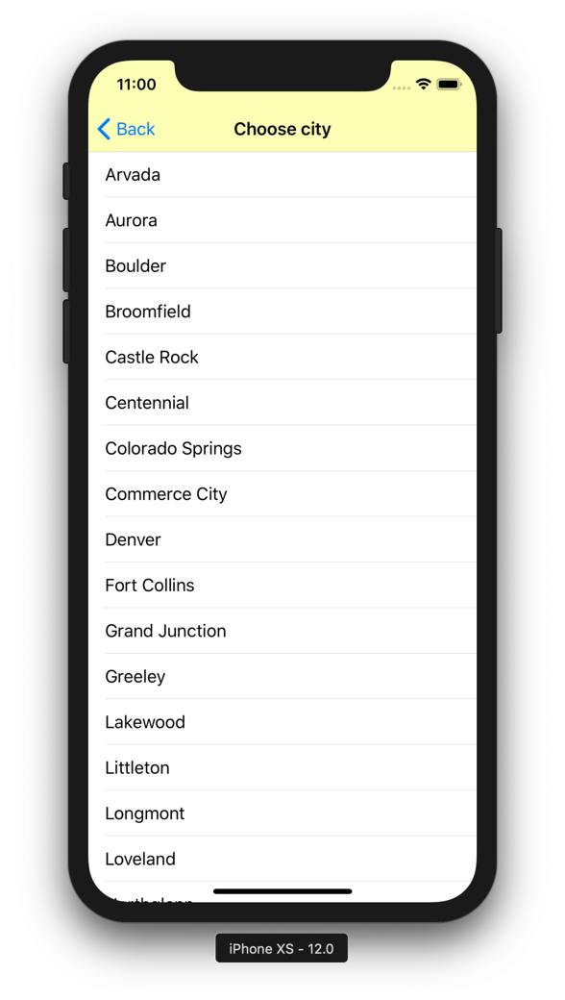 11:00
Back
Choose city
Arvada
Aurora
Boulder
Broomfield
Castle Rock
Centennial
Colorado Springs
Commerce City
Denver
Fort Collins
Grand Junction
Greeley
Lakewood
Littleton
Longmont
Loveland
iPhone XS - 12.0